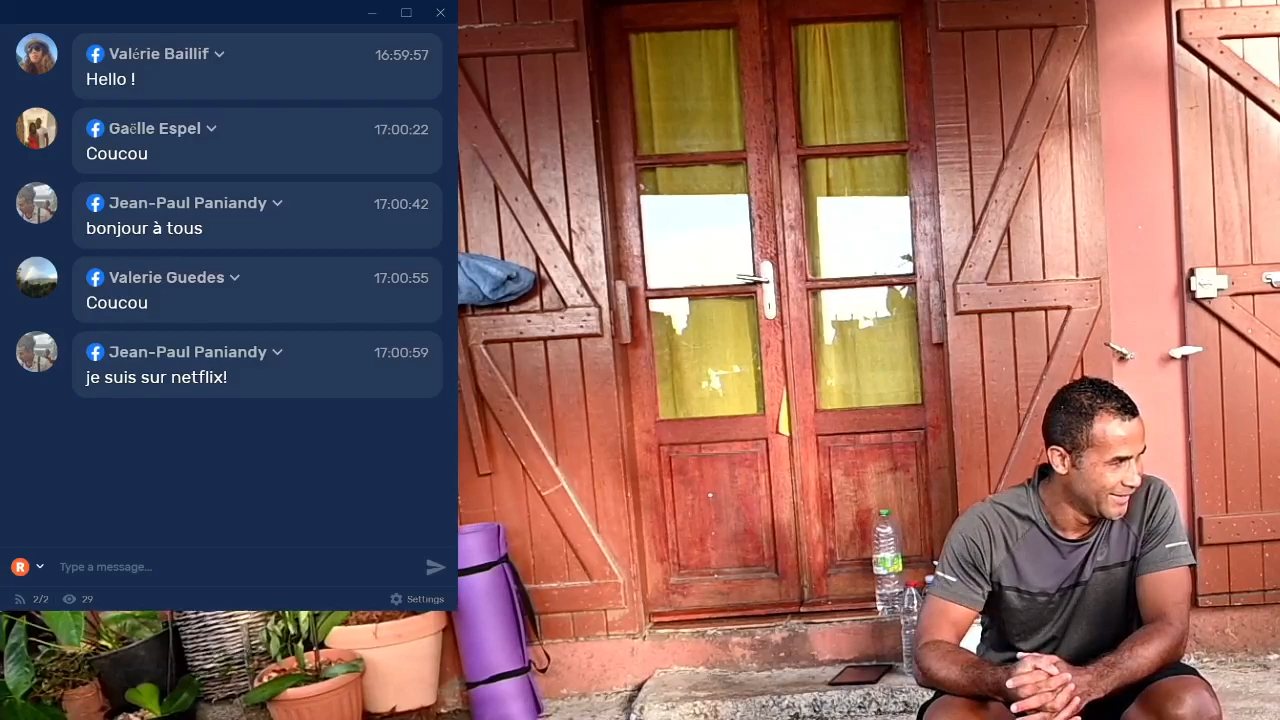 Valérie Baillif 16:59:57
Hello !
Gaëlle Espel 17:00:22
Coucou
Jean-Paul Paniandy 17:00:42
bonjour à tous
Valerie Guedes 17:00:55
Coucou
Jean-Paul Paniandy 17:00:59
je suis sur netflix!
R Type a message...
2/2 29 Settings